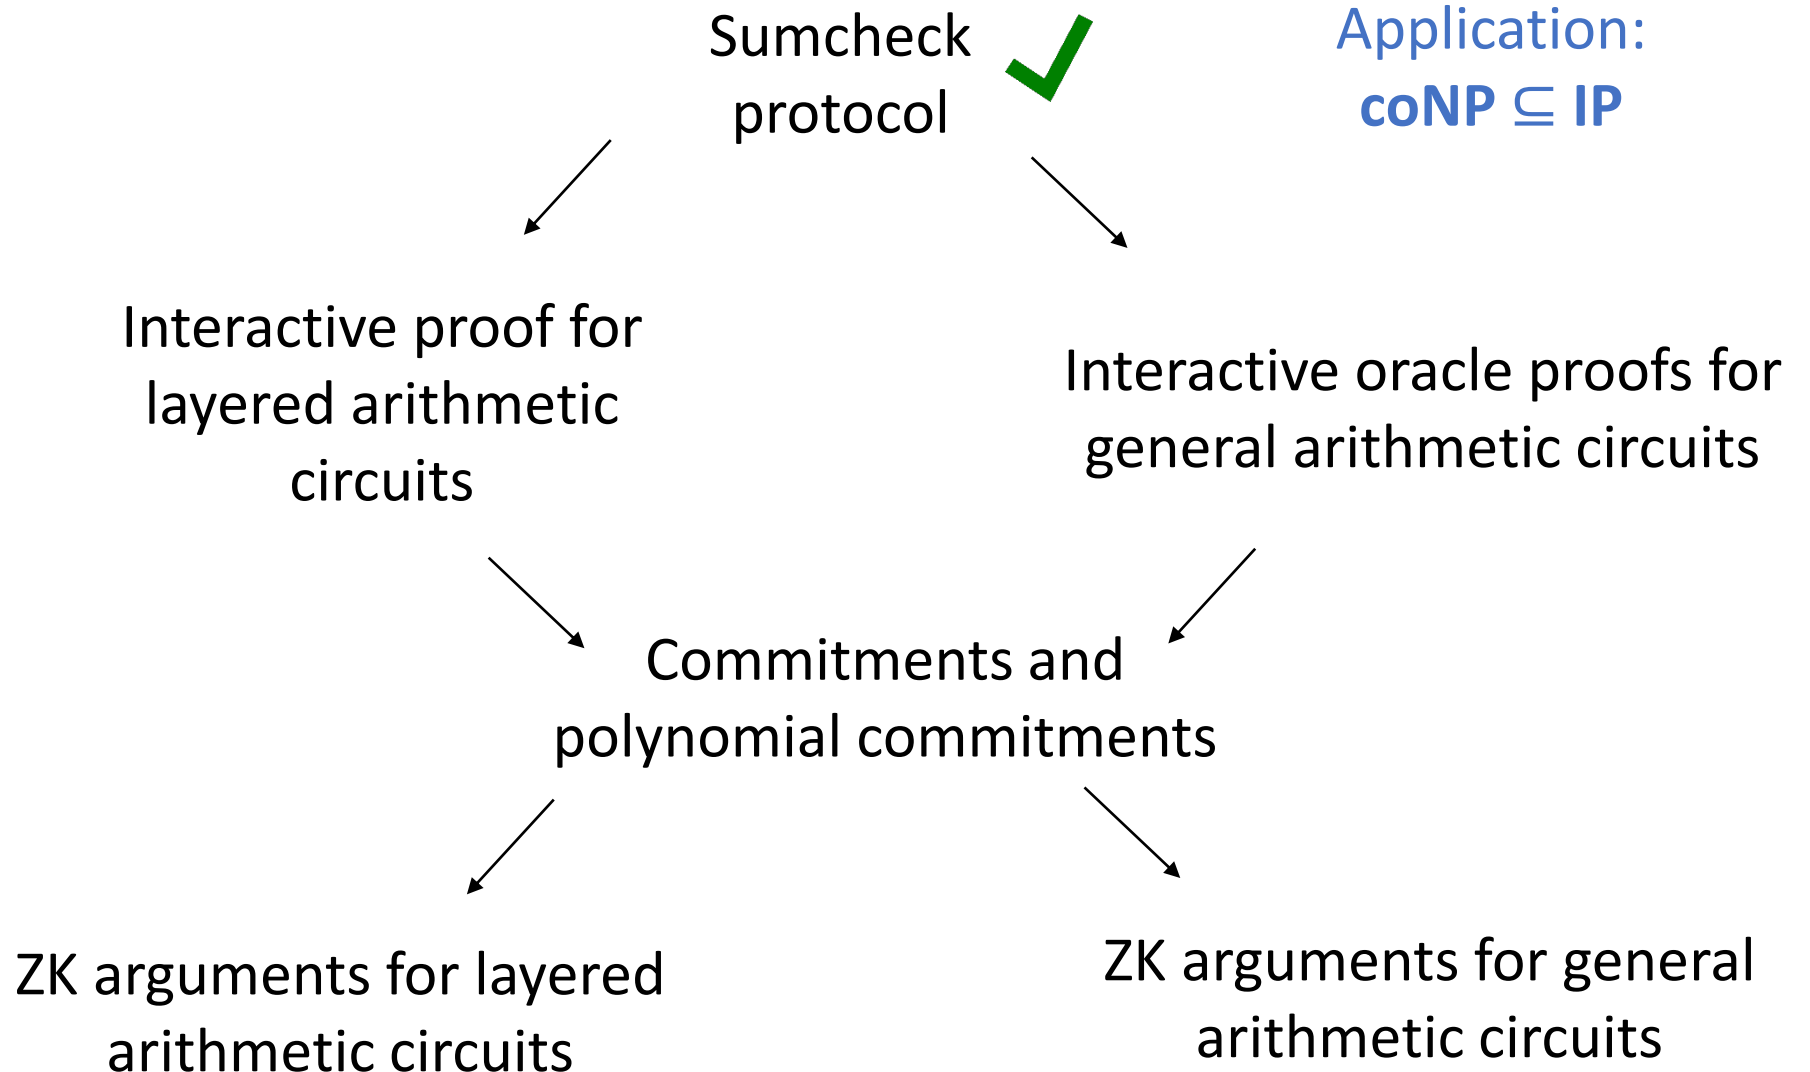 Sumcheck
protocol
Application:
coNP ⊆ IP
Interactive proof for
layered arithmetic
circuits
Interactive oracle proofs for
general arithmetic circuits
Commitments and
polynomial commitments
ZK arguments for layered
arithmetic circuits
ZK arguments for general
arithmetic circuits